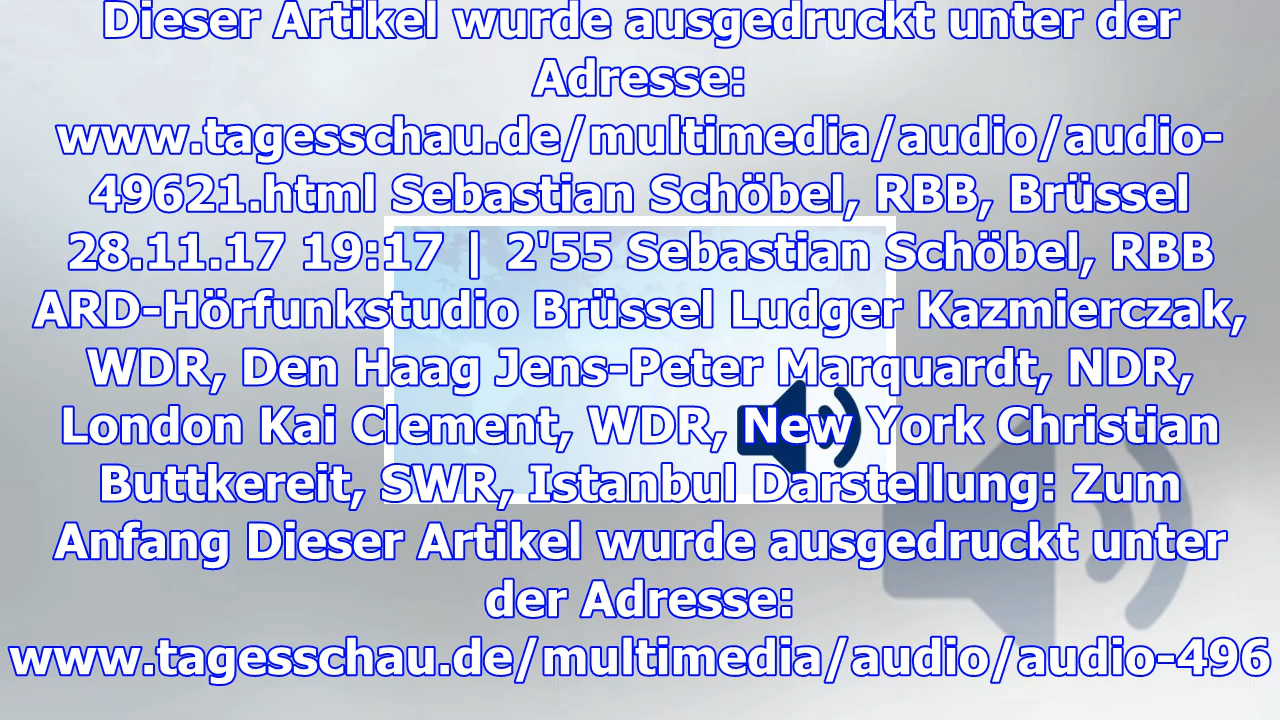 Dieser Artikel wurde ausgedruckt unter der
Adresse:
www.tagesschau.de/multimedia/audio/audio-
49621.html Sebastian Schöbel, RBB, Brüssel
28.11.17 19:17 | 2'55 Sebastian Schöbel, RBB
ARD-Hörfunkstudio Brüssel Ludger Kazmierczak,
WDR, Den Haag Jens-Peter Marquardt, NDR,
London Kai Clement, WDR, New York Christian
Buttkereit, SWR, Istanbul Darstellung: Zum
Anfang Dieser Artikel wurde ausgedruckt unter
der Adresse:
www.tagesschau.de/multimedia/audio/audio-496